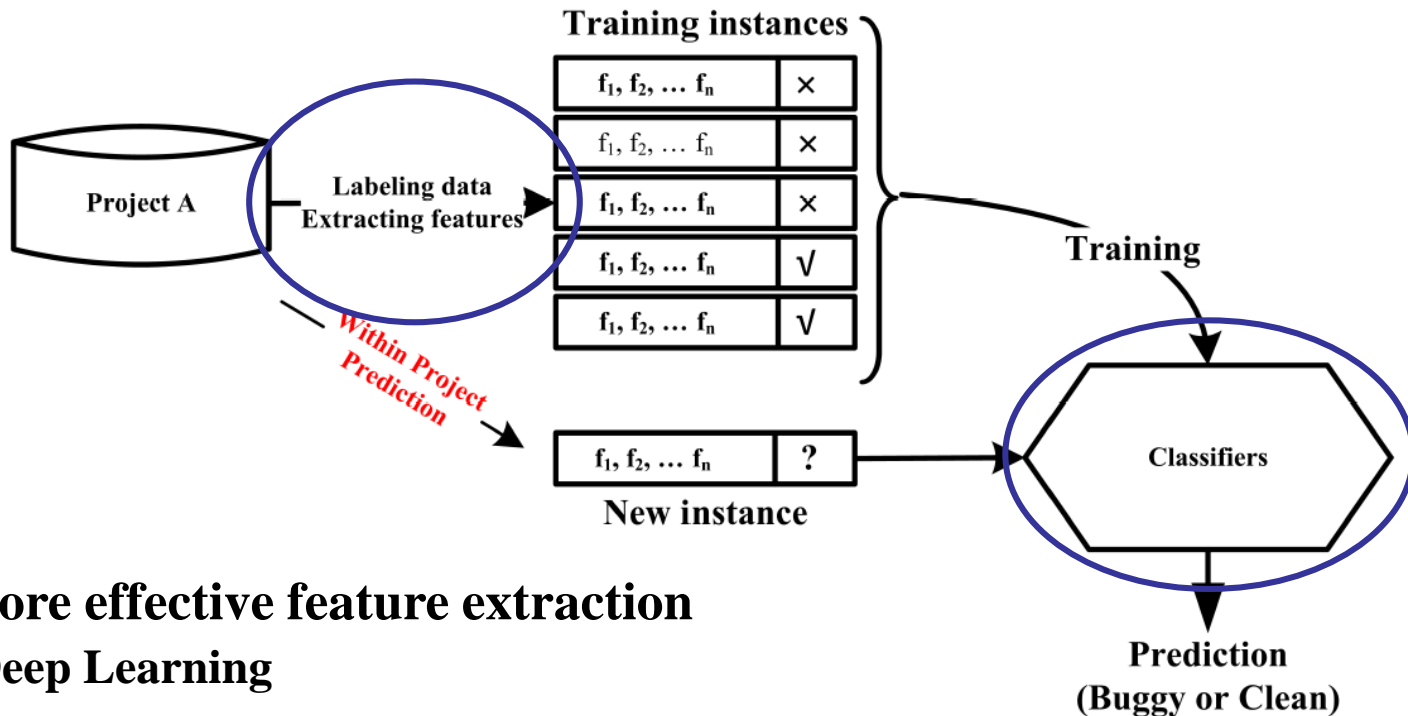 Training instances
f₁, f₂, ... fₙ ×
f₁, f₂, ... fₙ ×
f₁, f₂, ... fₙ ×
f₁, f₂, ... fₙ √
f₁, f₂, ... fₙ √
Project A
Labeling data
Extracting features
Training
Within Project
Prediction
f₁, f₂, ... fₙ ?
New instance
Classifiers
ore effective feature extraction
Deep Learning
Prediction
(Buggy or Clean)